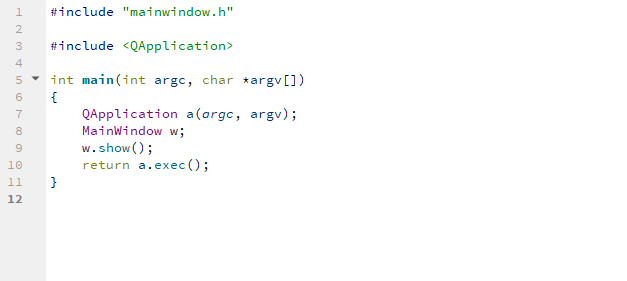 1 #include "mainwindow.h"
2
3 #include <QApplication>
4
5 int main(int argc, char *argv[])
6 {
7     QApplication a(argc, argv);
8     MainWindow w;
9     w.show();
10     return a.exec();
11 }
12